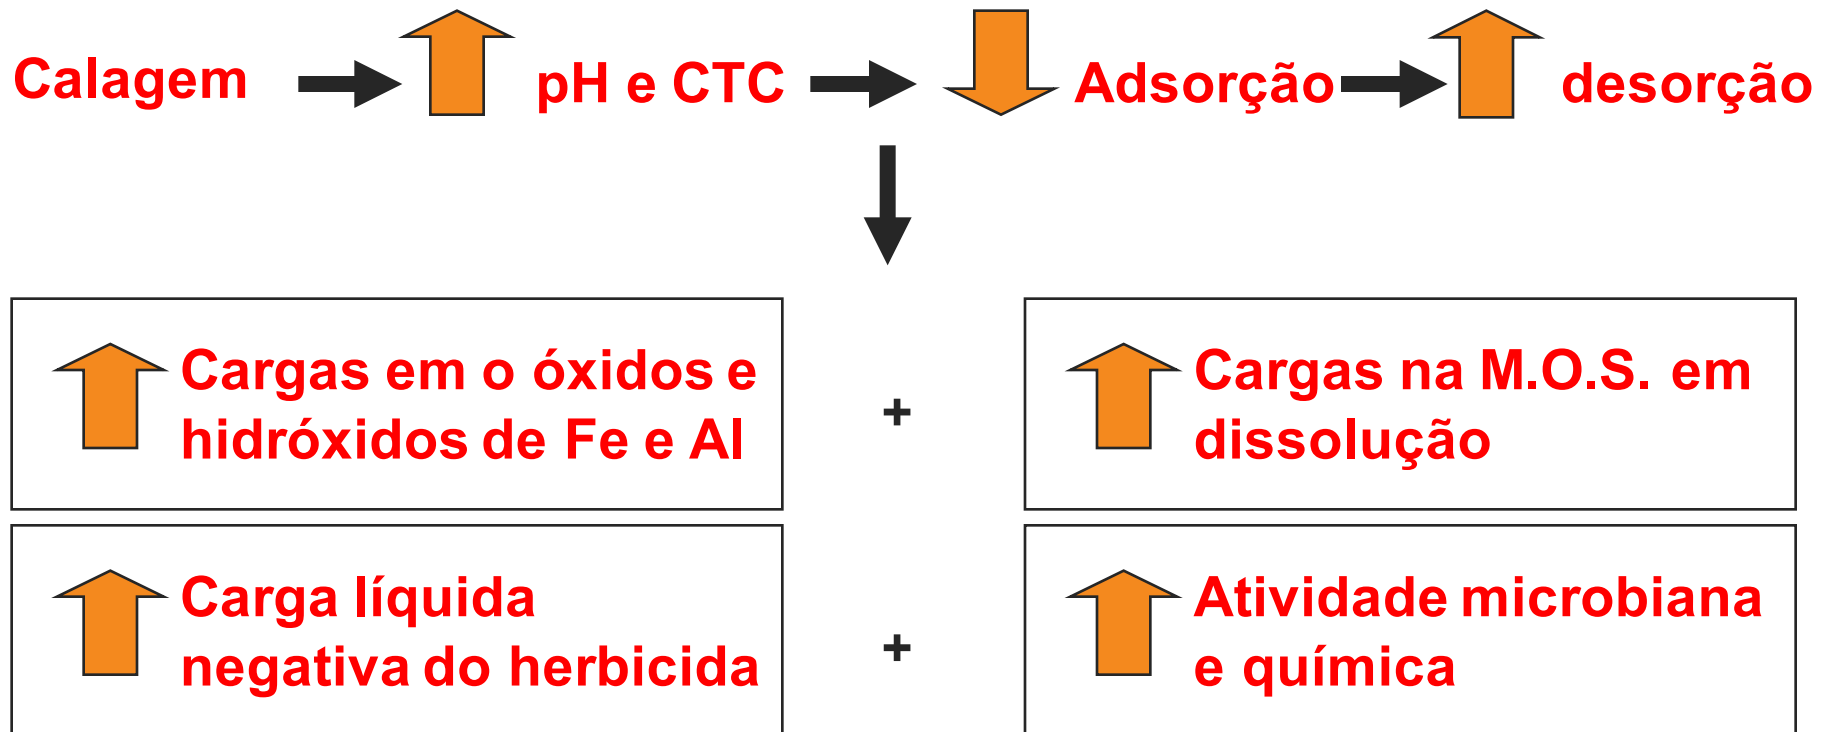 Calagem pH e CTC Adsorção desorção
Cargas em o óxidos e
hidróxidos de Fe e Al
+
Cargas na M.O.S. em
dissolução
Carga líquida
negativa do herbicida
+
Atividade microbiana
e química